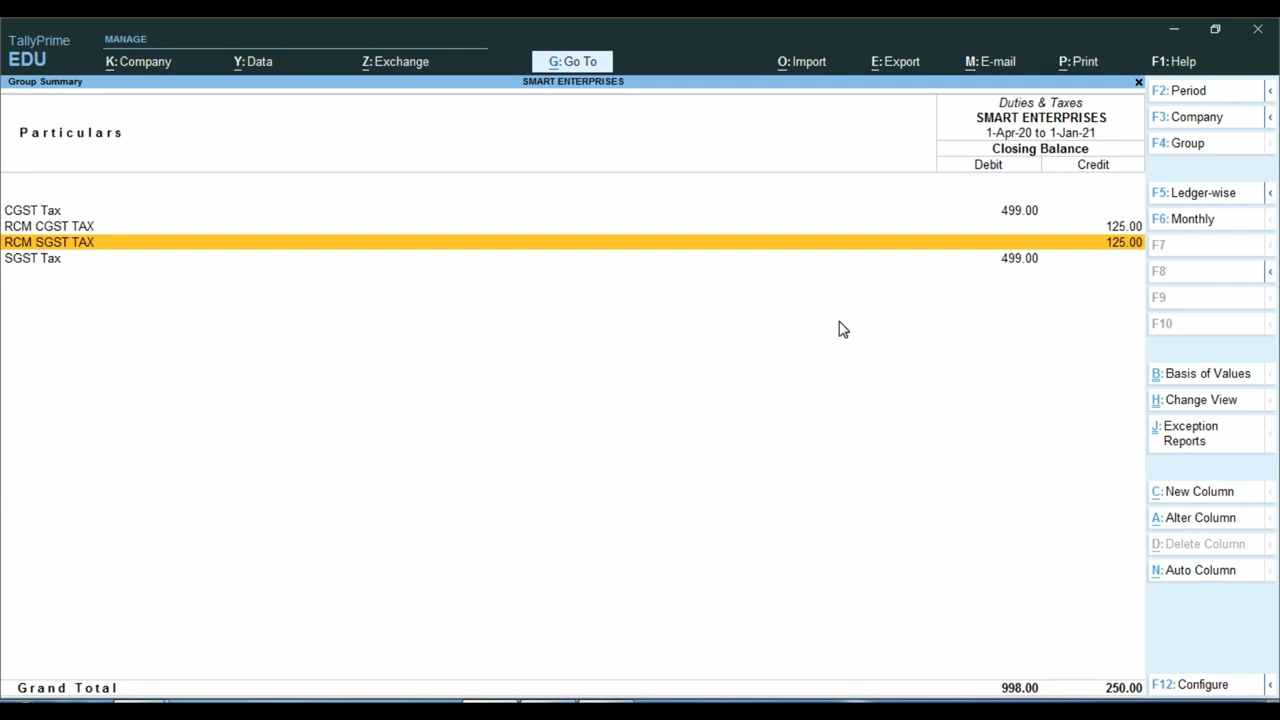 TallyPrime
EDU
MANAGE
K:Company Y:Data Z:Exchange G:Go To O:Import E:Export M:E-mail P:Print F1:Help
Group Summary SMART ENTERPRISES
Particulars
Duties & Taxes
SMART ENTERPRISES
1-Apr-20 to 1-Jan-21
Closing Balance
Debit Credit
CGST Tax 499.00
RCM CGST TAX 125.00
RCM SGST TAX 125.00
SGST Tax 499.00
Grand Total 998.00 250.00
F2: Period
F3: Company
F4: Group
F5: Ledger-wise
F6: Monthly
F7
F8
F9
F10
B: Basis of Values
H: Change View
J: Exception
Reports
C: New Column
A: Alter Column
D: Delete Column
N: Auto Column
F12: Configure